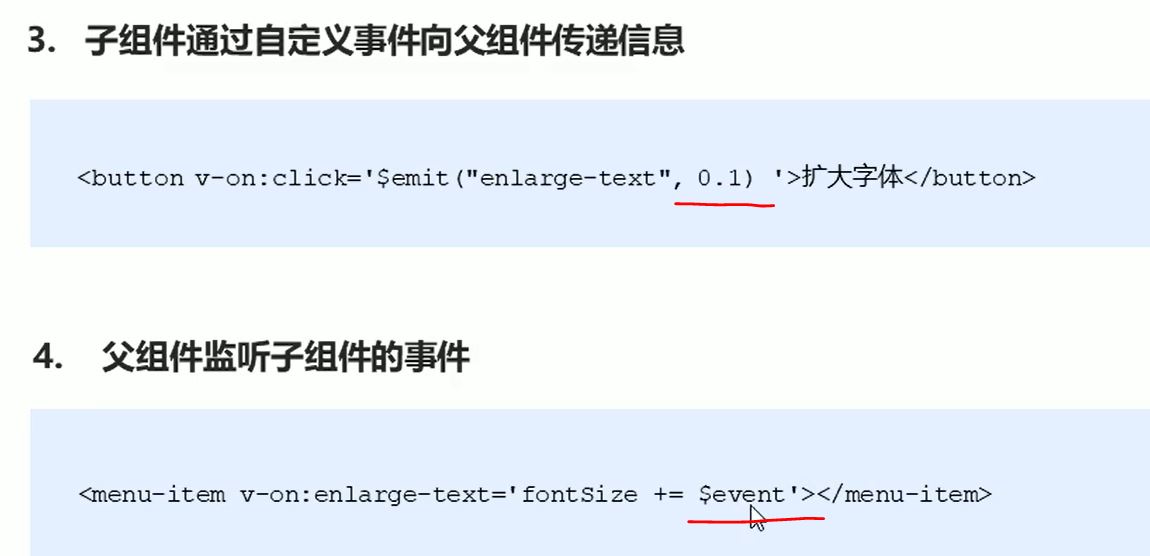 3. 子组件通过自定义事件向父组件传递信息
<button v-on:click='$emit("enlarge-text", 0.1) '>扩大字体</button>
4. 父组件监听子组件的事件
<menu-item v-on:enlarge-text='fontSize += $event'></menu-item>